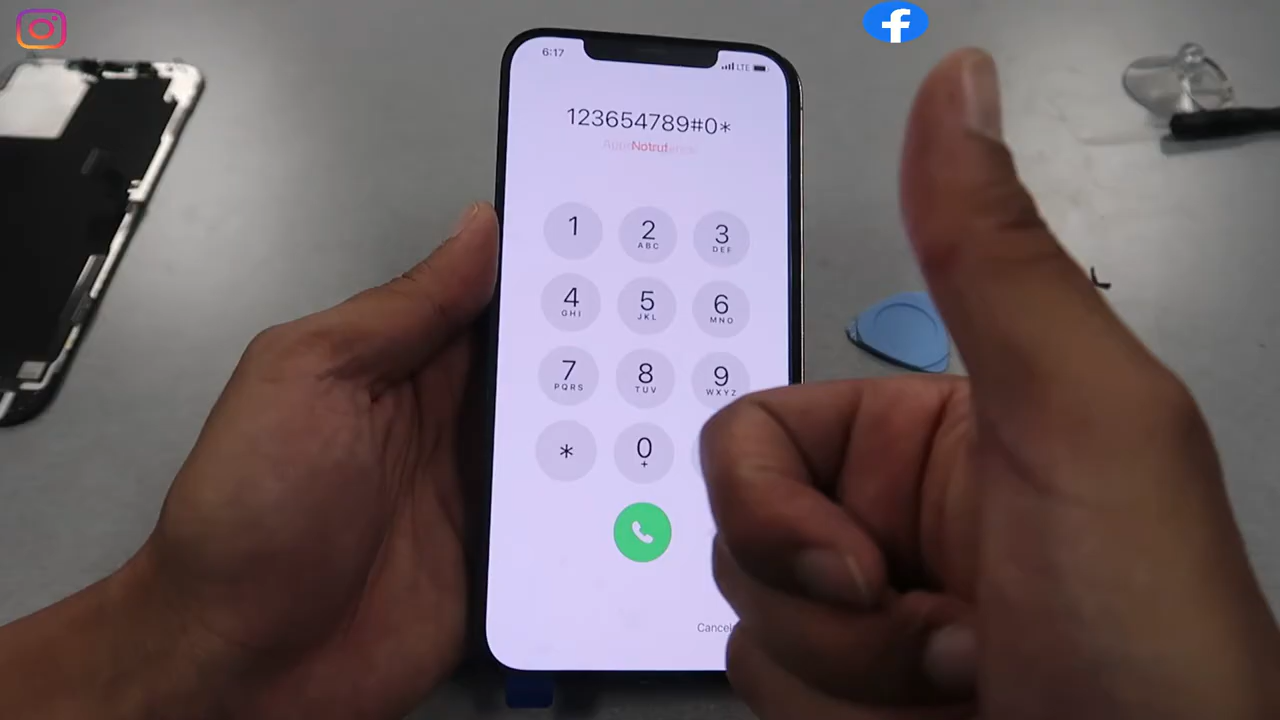 6:17
LTE
123654789#0*
Notruf
1
2
3
ABC
DEF
4
5
6
GHI
JKL
MNO
7
8
9
PQRS
TUV
WXYZ
*
0
+
Cancel